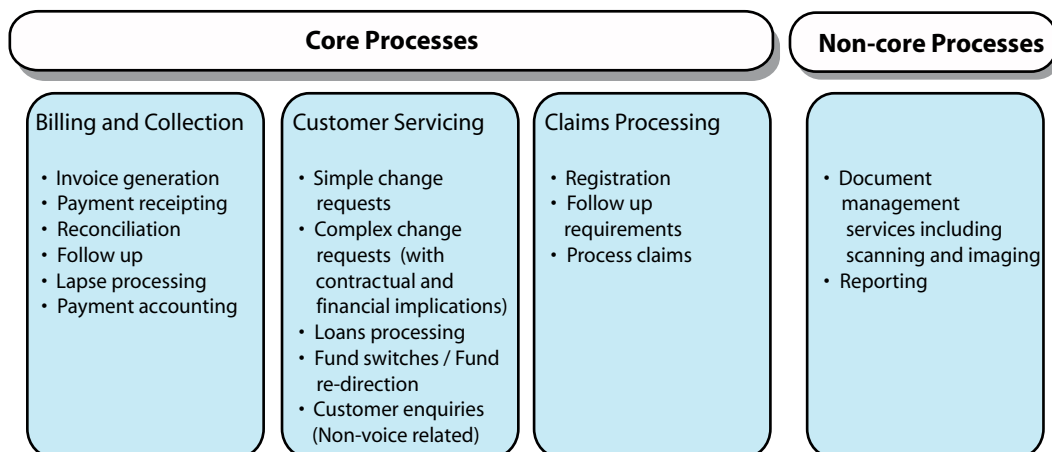 Core Processes
Non-core Processes
Billing and Collection
• Invoice generation
• Payment receipting
• Reconciliation
• Follow up
• Lapse processing
• Payment accounting
Customer Servicing
• Simple change
requests
• Complex change
requests (with
contractual and
financial implications)
• Loans processing
• Fund switches / Fund
re-direction
• Customer enquiries
(Non-voice related)
Claims Processing
• Registration
• Follow up
requirements
• Process claims
• Document
management
services including
scanning and imaging
• Reporting